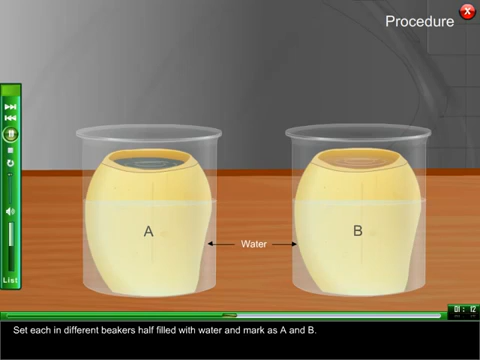 Procedure
A
B
Water
List
01 : 12
Set each in different beakers half filled with water and mark as A and B.